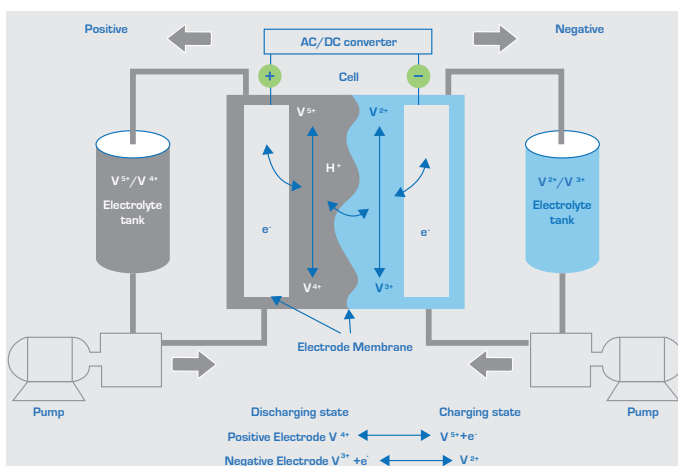 Positive
AC/DC converter
Negative
+
−
Cell
V⁵⁺
V²⁺
H⁺
V⁵⁺/V⁴⁺
Electrolyte
tank
V²⁺/V³⁺
Electrolyte
tank
e⁻
e⁻
V⁴⁺
V³⁺
Electrode Membrane
Pump
Pump
Discharging state
Charging state
Positive Electrode V⁴⁺ V⁵⁺+e⁻
Negative Electrode V³⁺+e⁻ V²⁺